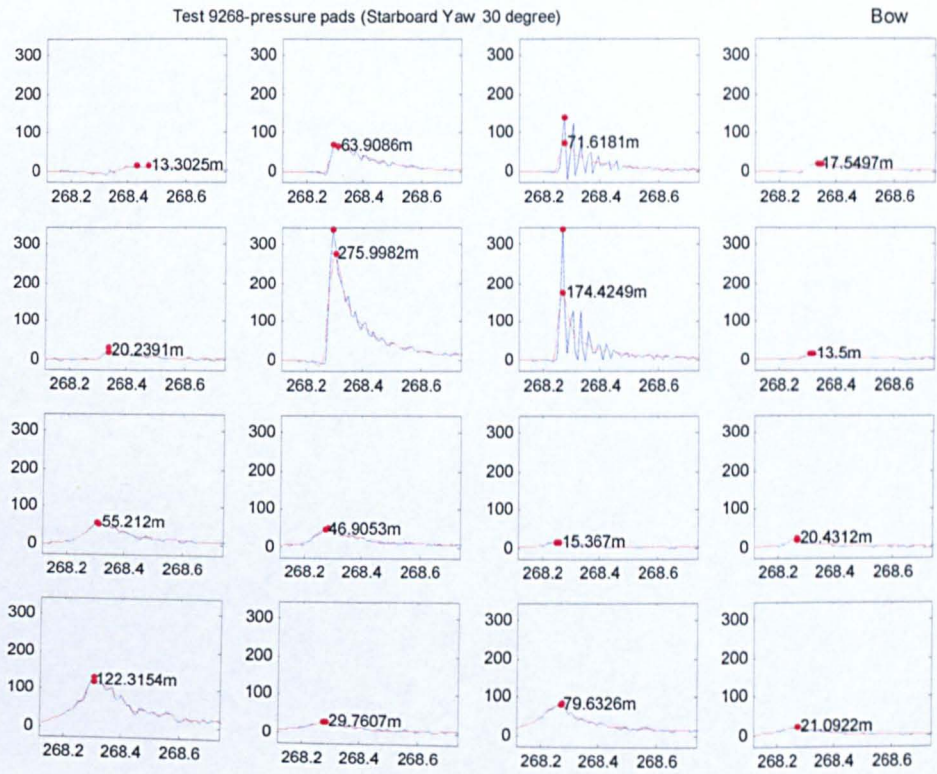 Test 9268-pressure pads (Starboard Yaw 30 degree) Bow
300 300 300 300
200 200 200 200
100 100 100 100
0 13.3025m 0 63.9086m 0 71.6181m 0 17.5497m
268.2 268.4 268.6 268.2 268.4 268.6 268.2 268.4 268.6 268.2 268.4 268.6
300 300 300 300
200 275.9982m 200 174.4249m 200 200
100 100 100 100
0 20.2391m 0 0 0 13.5m
268.2 268.4 268.6 268.2 268.4 268.6 268.2 268.4 268.6 268.2 268.4 268.6
300 300 300 300
200 200 200 200
100 55.212m 100 46.9053m 100 100
0 0 0 15.367m 0 20.4312m
268.2 268.4 268.6 268.2 268.4 268.6 268.2 268.4 268.6 268.2 268.4 268.6
300 300 300 300
200 200 200 200
100 122.3154m 100 100 79.6326m 100
0 0 29.7607m 0 0 21.0922m
268.2 268.4 268.6 268.2 268.4 268.6 268.2 268.4 268.6 268.2 268.4 268.6